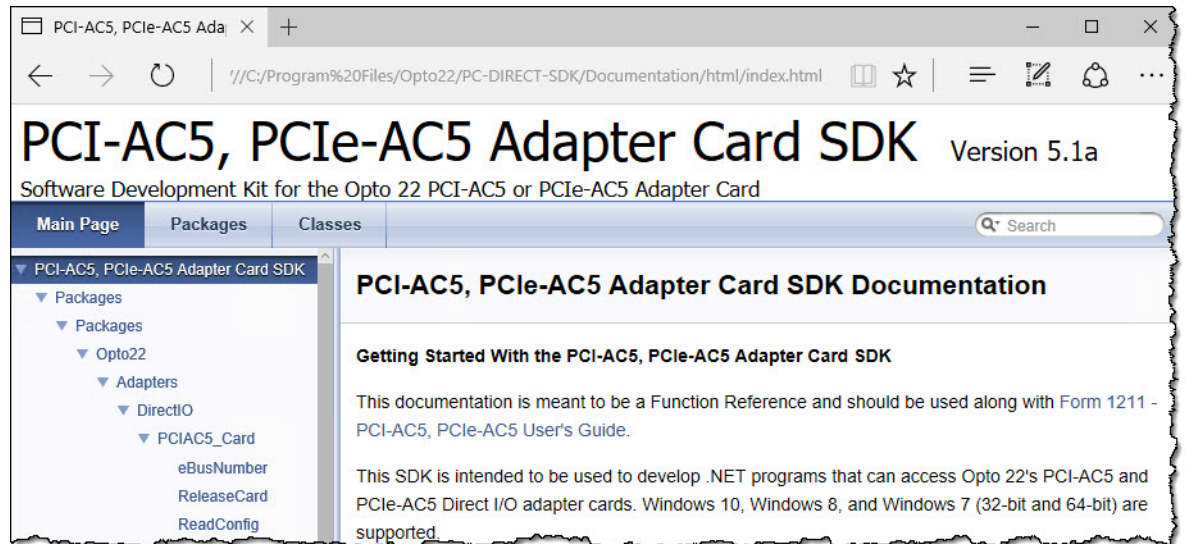 PCI-AC5, PCIe-AC5 Ada
'//C:/Program%20Files/Opto22/PC-DIRECT-SDK/Documentation/html/index.html
PCI-AC5, PCIe-AC5 Adapter Card SDK Version 5.1a
Software Development Kit for the Opto 22 PCI-AC5 or PCIe-AC5 Adapter Card
Main Page Packages Classes Search
PCI-AC5, PCIe-AC5 Adapter Card SDK
Packages
Packages
Opto22
Adapters
DirectIO
PCIAC5_Card
eBusNumber
ReleaseCard
ReadConfig
PCI-AC5, PCIe-AC5 Adapter Card SDK Documentation
Getting Started With the PCI-AC5, PCIe-AC5 Adapter Card SDK
This documentation is meant to be a Function Reference and should be used along with Form 1211 -
PCI-AC5, PCIe-AC5 User's Guide.
This SDK is intended to be used to develop .NET programs that can access Opto 22's PCI-AC5 and
PCIe-AC5 Direct I/O adapter cards. Windows 10, Windows 8, and Windows 7 (32-bit and 64-bit) are
supported.